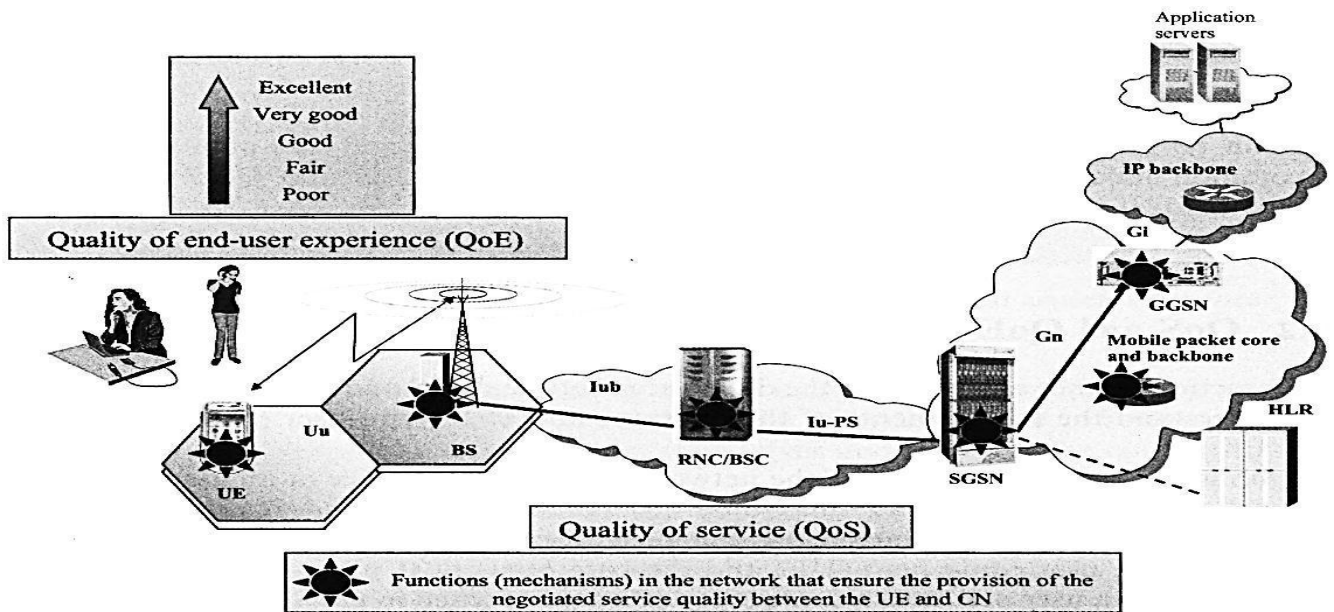 Application
servers
Excellent
Very good
Good
Fair
Poor
Quality of end-user experience (QoE)
IP backbone
Gi
GGSN
Gn
Mobile packet core
and backbone
HLR
Iub
Iu-PS
Uu
BS
RNC/BSC
SGSN
UE
Quality of service (QoS)
Functions (mechanisms) in the network that ensure the provision of the
negotiated service quality between the UE and CN